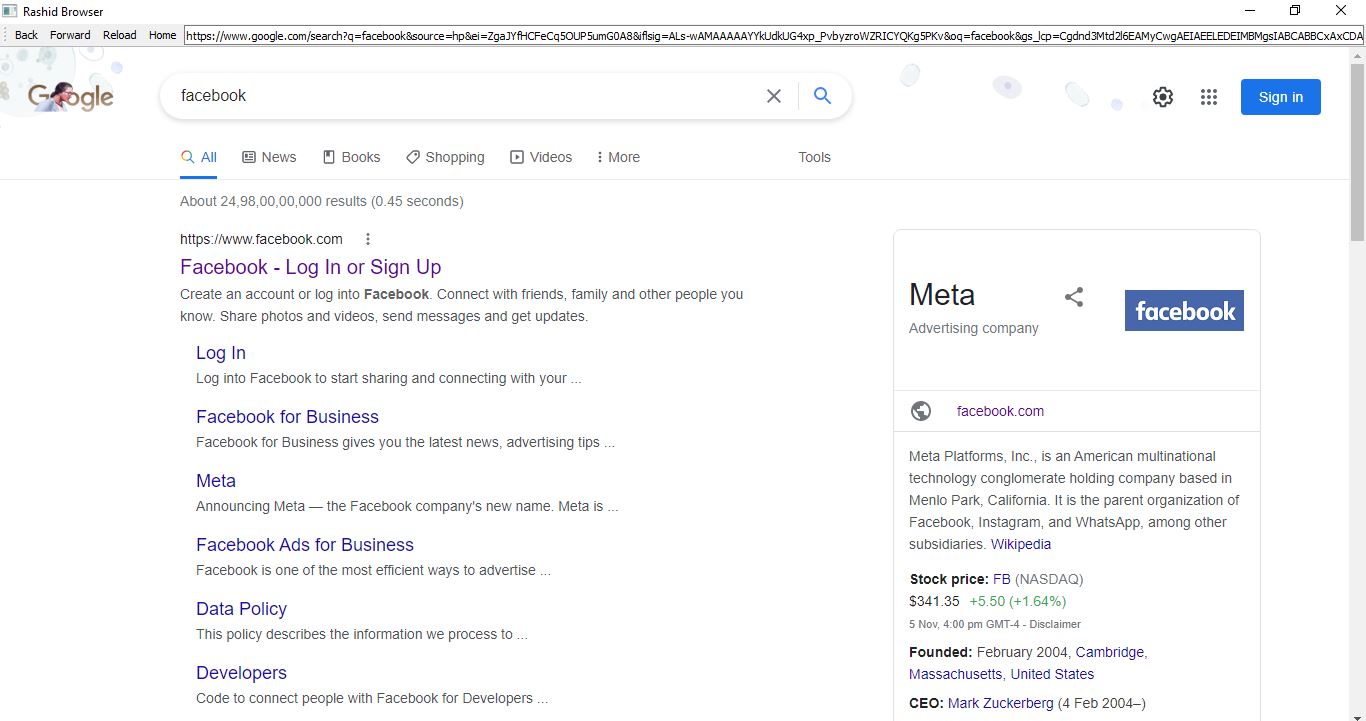 Rashid Browser
Back Forward Reload Home
https://www.google.com/search?q=facebook&source=hp&ei=ZgaJYfHCFeCq5OUP5umG0A8&iflsig=ALs-wAMAAAAAYYkUdkUG4xp_PvbyzroWZRICYQKg5PKv&oq=facebook&gs_lcp=Cgdnd3Mtd2l6EAMyCwgAEIAEELEDEIMBMgsIABCABBCxAxCDA
Google
facebook
Sign in
All News Books Shopping Videos More Tools
About 24,98,00,00,000 results (0.45 seconds)
https://www.facebook.com
Facebook - Log In or Sign Up
Create an account or log into Facebook. Connect with friends, family and other people you
know. Share photos and videos, send messages and get updates.
Log In
Log into Facebook to start sharing and connecting with your ...
Facebook for Business
Facebook for Business gives you the latest news, advertising tips ...
Meta
Announcing Meta — the Facebook company's new name. Meta is ...
Facebook Ads for Business
Facebook is one of the most efficient ways to advertise ...
Data Policy
This policy describes the information we process to ...
Developers
Code to connect people with Facebook for Developers ...
Meta
Advertising company
facebook
facebook.com
Meta Platforms, Inc., is an American multinational
technology conglomerate holding company based in
Menlo Park, California. It is the parent organization of
Facebook, Instagram, and WhatsApp, among other
subsidiaries. Wikipedia
Stock price: FB (NASDAQ)
$341.35 +5.50 (+1.64%)
5 Nov, 4:00 pm GMT-4 - Disclaimer
Founded: February 2004, Cambridge,
Massachusetts, United States
CEO: Mark Zuckerberg (4 Feb 2004–)